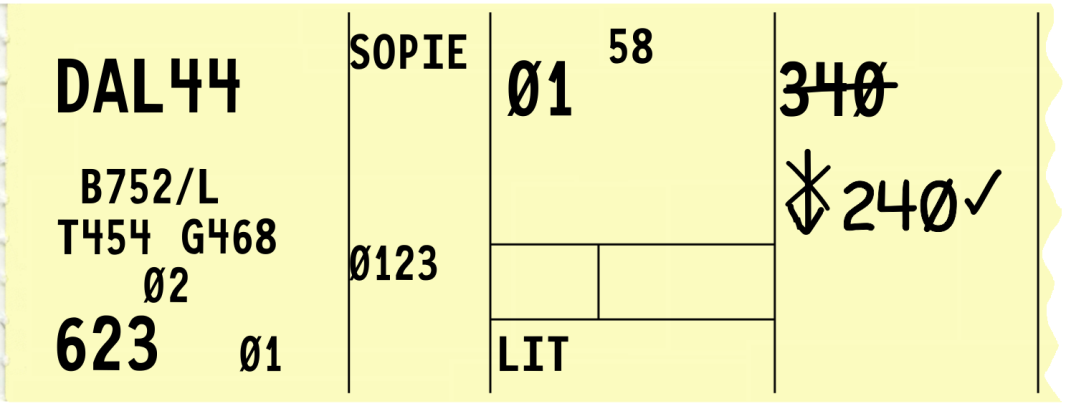 DAL44
B752/L
T454 G468
Ø2
623 Ø1
SOPIE
Ø123
58
Ø1
LIT
340
240✓